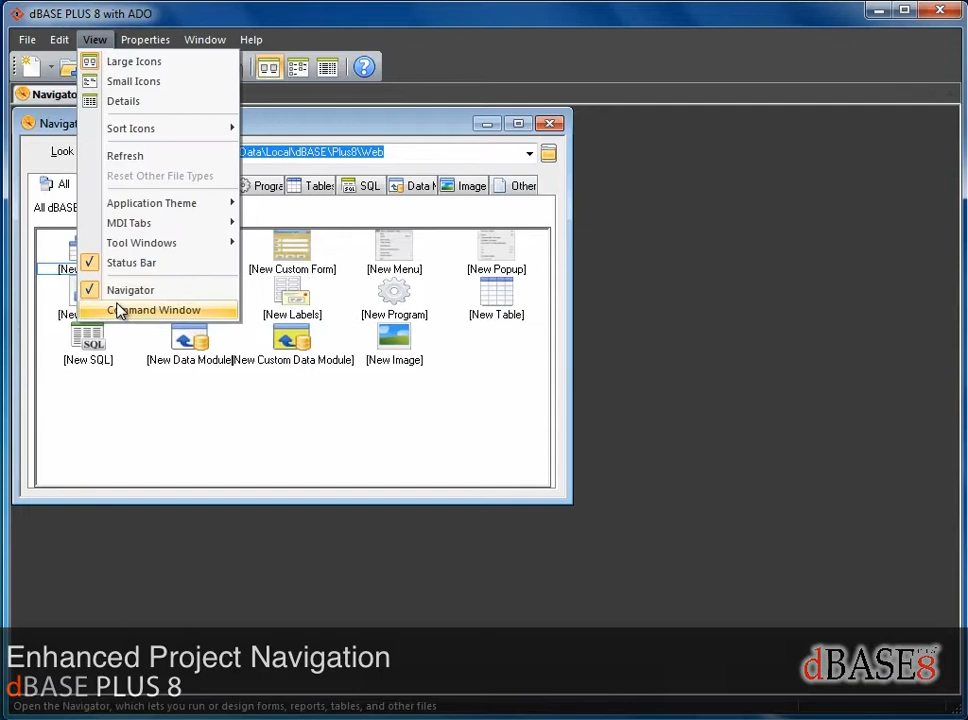 dBASE PLUS 8 with ADO
File Edit View Properties Window Help
Large Icons
Small Icons
Details
Sort Icons
Refresh
Reset Other File Types
Application Theme
MDI Tabs
Tool Windows
Status Bar
Navigator
Command Window
Navigato
Navigat
Look
Data\Local\dBASE\Plus8\Web
All Progra Tables SQL Data M Image Other
All dBASE
[New [New Custom Form] [New Menu] [New Popup]
[New Labels] [New Program] [New Table]
[New SQL] [New Data Module] [New Custom Data Module] [New Image]
SQL
Enhanced Project Navigation
dBASE PLUS 8
dBASE8
PLUS
Open the Navigator, which lets you run or design forms, reports, tables, and other files